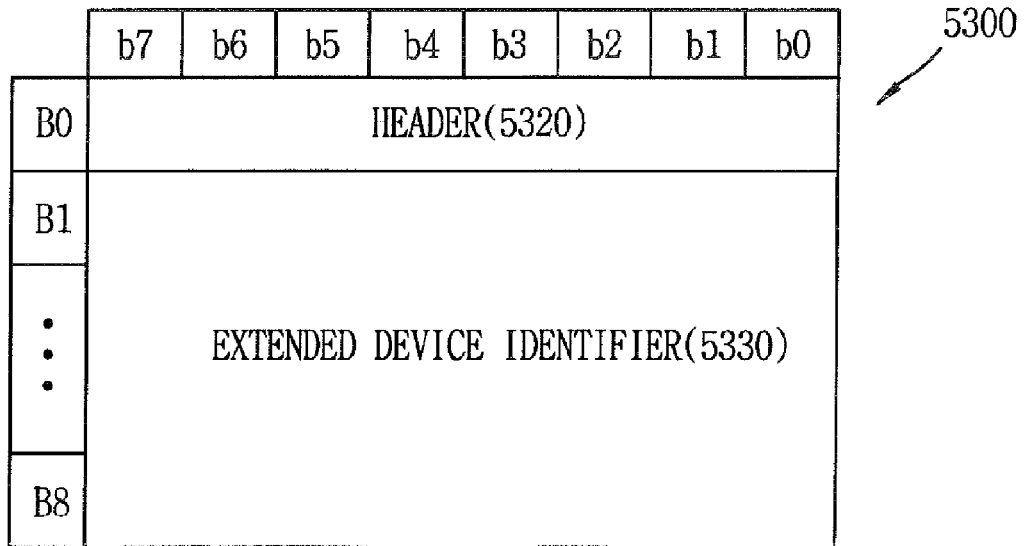 5300
b7 b6 b5 b4 b3 b2 b1 b0
B0 HEADER(5320)
B1
EXTENDED DEVICE IDENTIFIER(5330)
B8